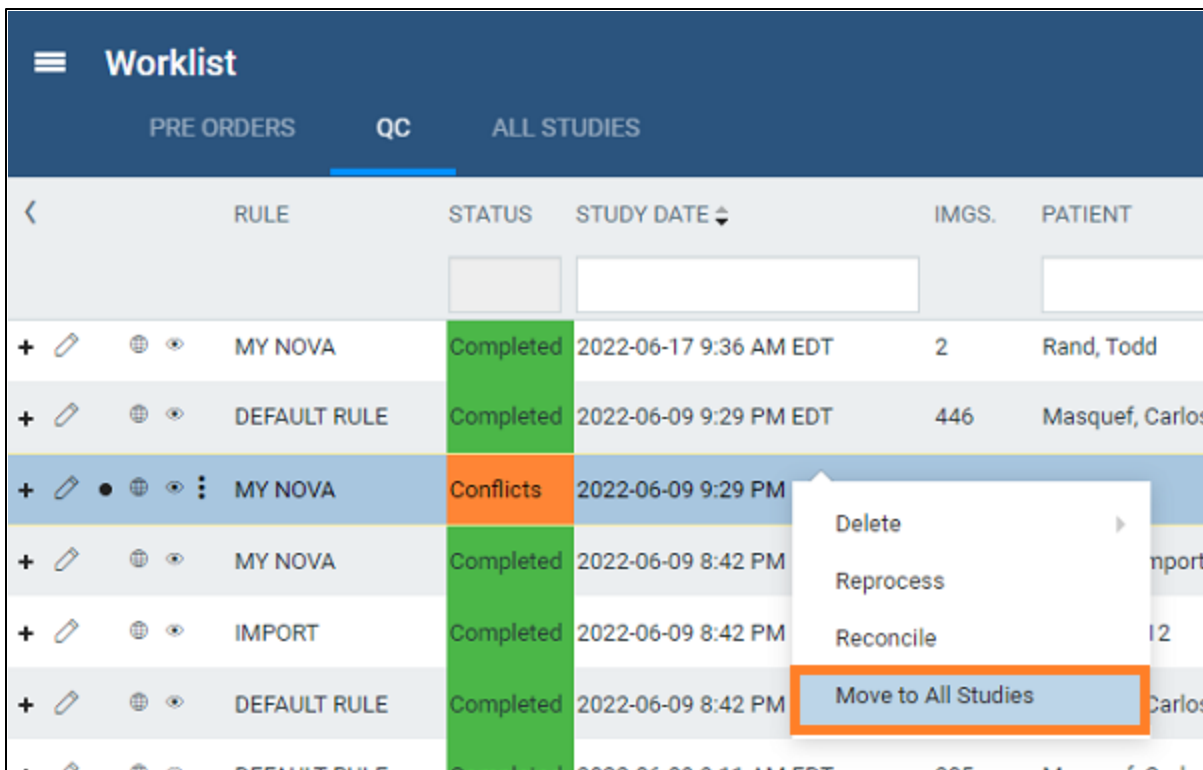 Worklist
PRE ORDERS QC ALL STUDIES
RULE STATUS STUDY DATE IMGS. PATIENT
MY NOVA Completed 2022-06-17 9:36 AM EDT 2 Rand, Todd
DEFAULT RULE Completed 2022-06-09 9:29 PM EDT 446 Masquef, Carlos
MY NOVA Conflicts 2022-06-09 9:29 PM
Delete
MY NOVA Completed 2022-06-09 8:42 PM
Reprocess
IMPORT Completed 2022-06-09 8:42 PM 12
Reconcile
DEFAULT RULE Completed 2022-06-09 8:42 PM Carlos
Move to All Studies